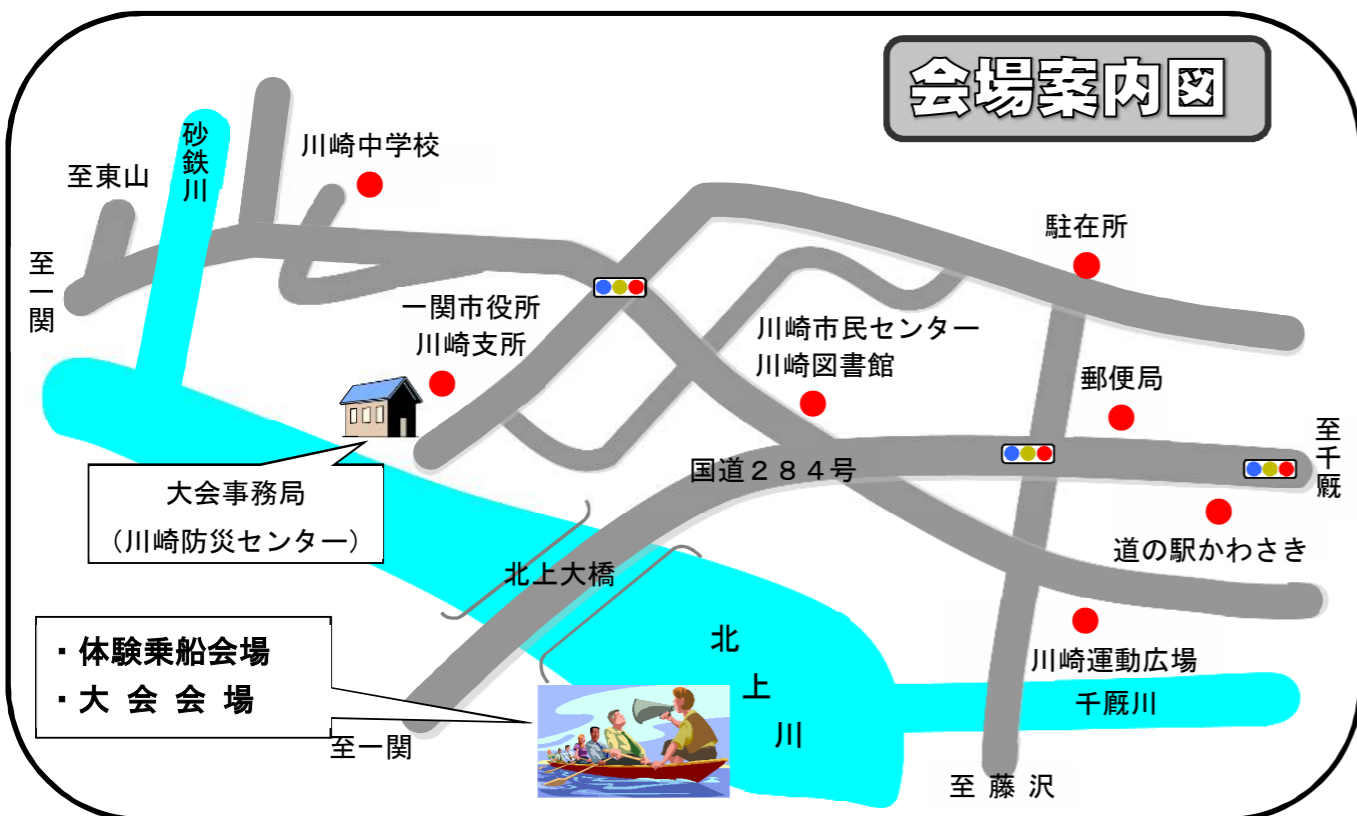 会場案内図
砂鉄川
川崎中学校
至東山
駐在所
至一関
一関市役所
川崎支所
川崎市民センター
川崎図書館
郵便局
至千厩
国道284号
大会事務局
(川崎防災センター)
道の駅かわさき
北上大橋
・体験乗船会場
・大会会場
北上川
川崎運動広場
千厩川
至一関
至藤沢